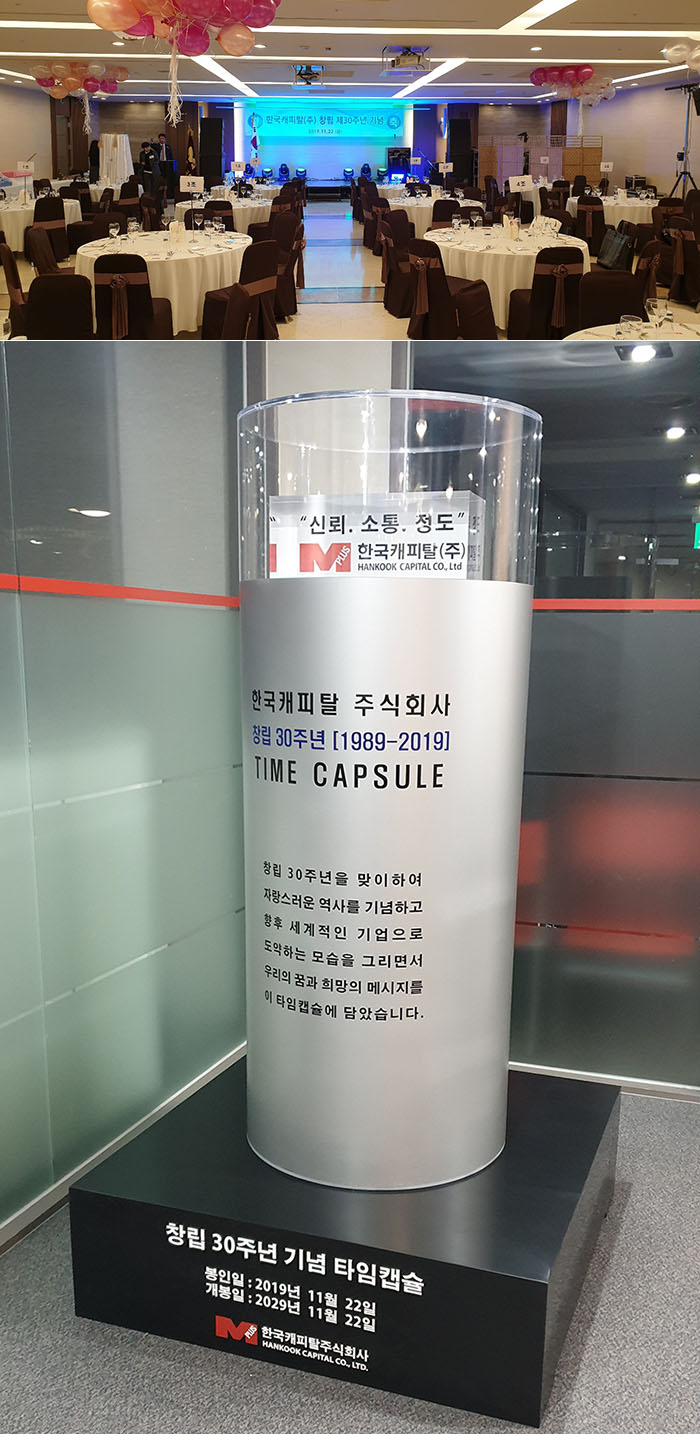 한국캐피탈(주) 창립 제30주년 기념
2019.11.22 (금)
4조
"신뢰. 소통. 정도"
M PLUS 한국캐피탈(주)
HANKOOK CAPITAL CO., Ltd
한국캐피탈 주식회사
창립 30주년 [1989-2019]
TIME CAPSULE
창립 30주년을 맞이하여
자랑스러운 역사를 기념하고
향후 세계적인 기업으로
도약하는 모습을 그리면서
우리의 꿈과 희망의 메시지를
이 타임캡슐에 담았습니다.
창립 30주년 기념 타임캡슐
봉인일 : 2019년 11월 22일
개봉일 : 2029년 11월 22일
M PLUS 한국캐피탈주식회사
HANKOOK CAPITAL CO., LTD.